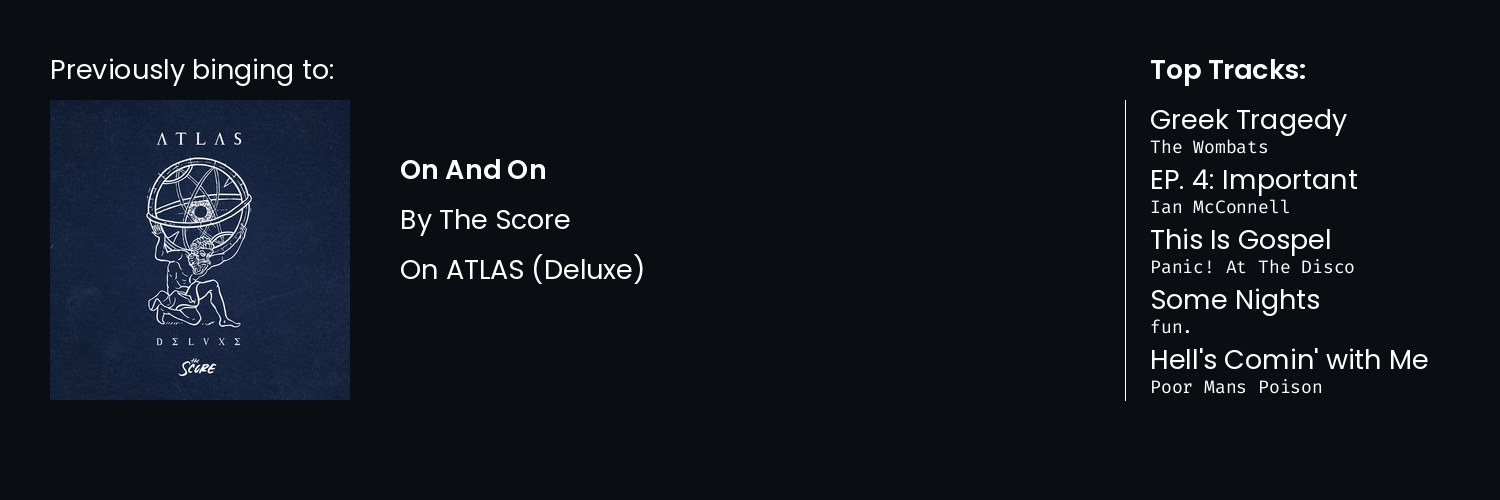 Previously binging to:
ATLAS
DELVXE
the
SCORE
On And On
By The Score
On ATLAS (Deluxe)
Top Tracks:
Greek Tragedy
The Wombats
EP. 4: Important
Ian McConnell
This Is Gospel
Panic! At The Disco
Some Nights
fun.
Hell's Comin' with Me
Poor Mans Poison